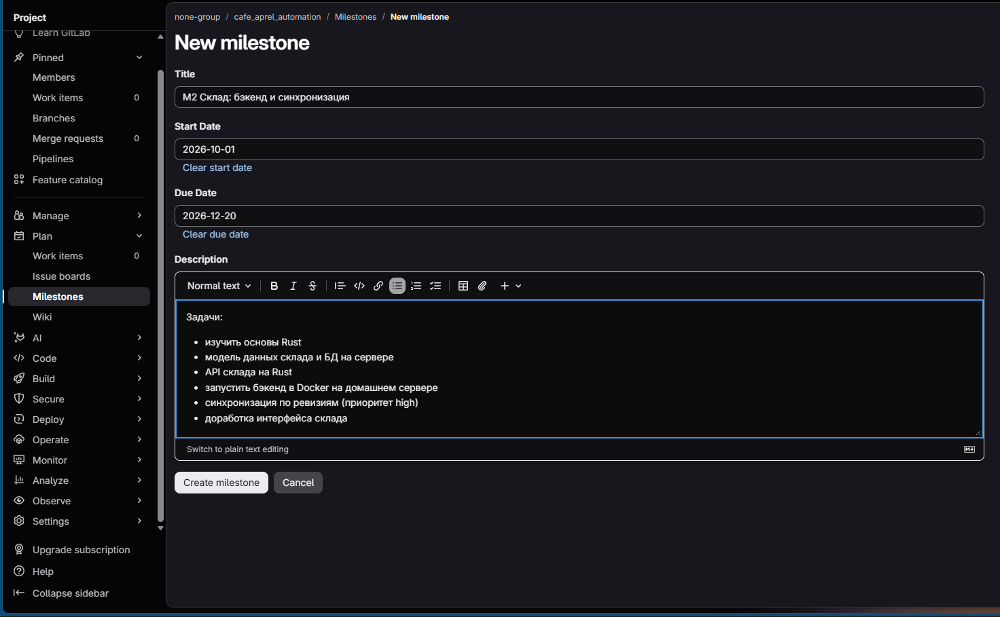 Project
Learn GitLab
Pinned
Members
Work items 0
Branches
Merge requests 0
Pipelines
Feature catalog
Manage
Plan
Work items 0
Issue boards
Milestones
Wiki
AI
Code
Build
Secure
Deploy
Operate
Monitor
Analyze
Observe
Settings
Upgrade subscription
Help
Collapse sidebar
none-group / cafe_aprel_automation / Milestones / New milestone
New milestone
Title
М2 Склад: бэкенд и синхронизация
Start Date
2026-10-01
Clear start date
Due Date
2026-12-20
Clear due date
Description
Normal text
Задачи:
• изучить основы Rust
• модель данных склада и БД на сервере
• API склада на Rust
• запустить бэкенд в Docker на домашнем сервере
• синхронизация по ревизиям (приоритет high)
• доработка интерфейса склада
Switch to plain text editing
Create milestone Cancel